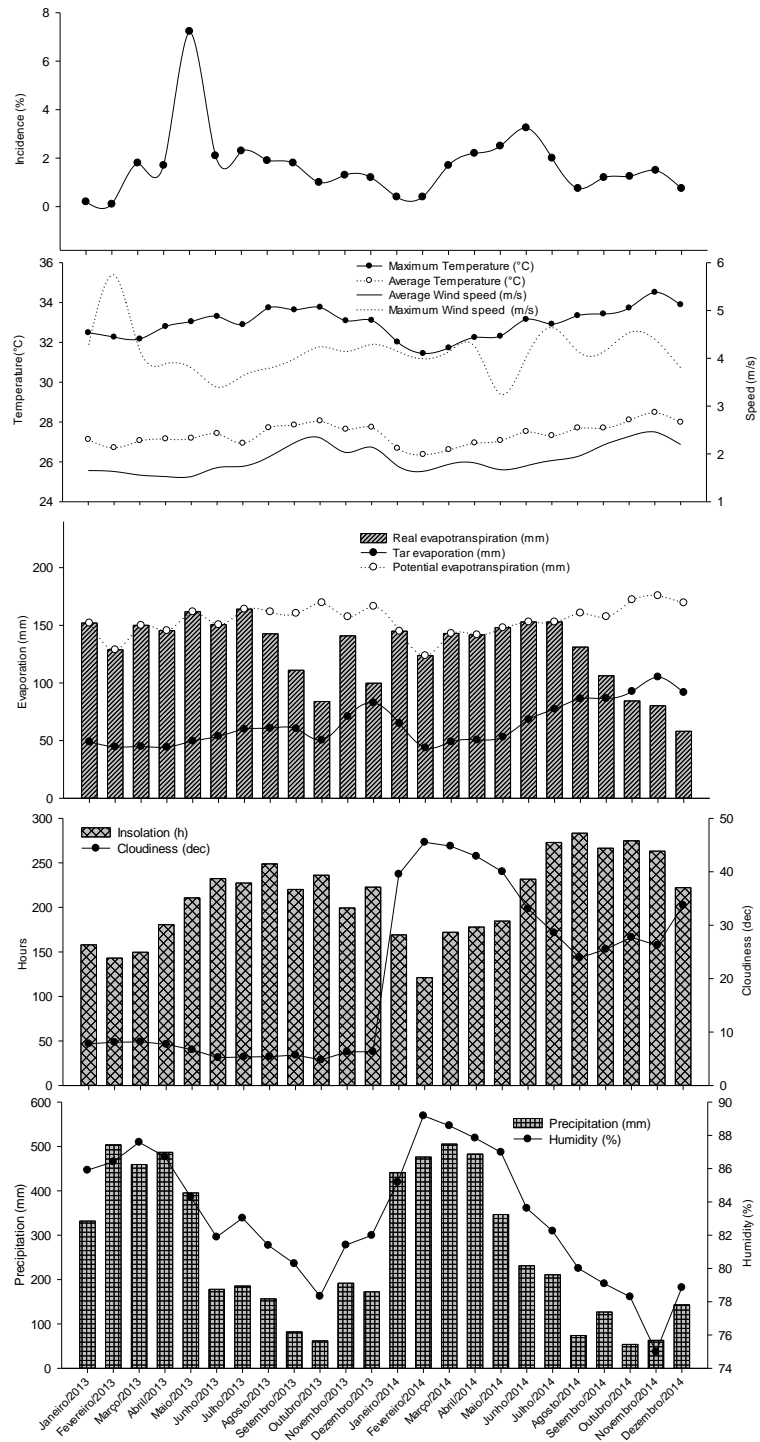 8
6
4
2
0
Incidence (%)
36
34
32
30
28
26
24
Temperature(°C)
Maximum Temperature (°C)
Average Temperature (°C)
Average Wind speed (m/s)
Maximum Wind speed (m/s)
6
5
4
3
2
1
Speed (m/s)
200
150
100
50
0
Evaporation (mm)
Real evapotranspiration (mm)
Tar evaporation (mm)
Potential evapotranspiration (mm)
300
250
200
150
100
50
0
Hours
Insolation (h)
Cloudiness (dec)
50
40
30
20
10
0
Cloudiness (dec)
600
500
400
300
200
100
0
Precipitation (mm)
Precipitation (mm)
Humidity (%)
90
88
86
84
82
80
78
76
74
Humidity (%)
Janeiro/2013
Fevereiro/2013
Março/2013
Abril/2013
Maio/2013
Junho/2013
Julho/2013
Agosto/2013
Setembro/2013
Outubro/2013
Novembro/2013
Dezembro/2013
Janeiro/2014
Fevereiro/2014
Março/2014
Abril/2014
Maio/2014
Junho/2014
Julho/2014
Agosto/2014
Setembro/2014
Outubro/2014
Novembro/2014
Dezembro/2014